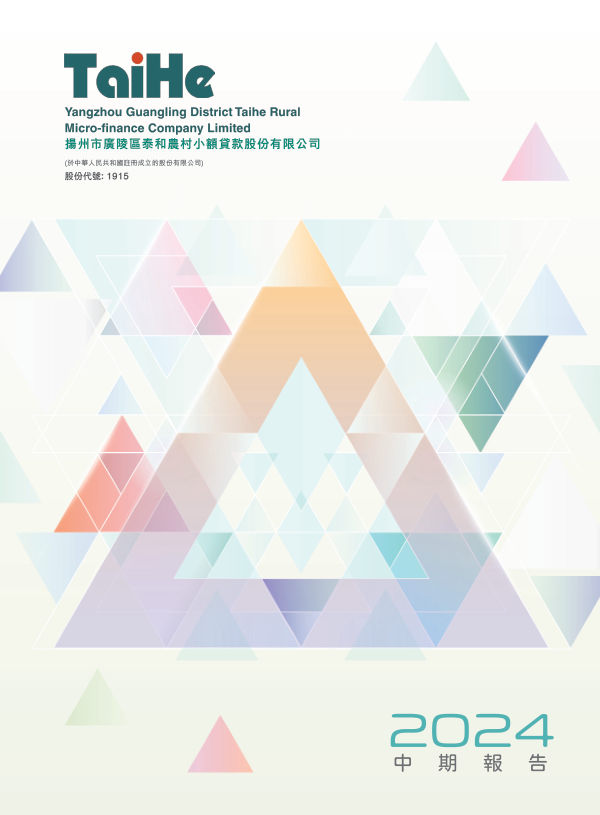 TaiHe
Yangzhou Guangling District Taihe Rural
Micro-finance Company Limited
揚州市廣陵區泰和農村小額貸款股份有限公司
(於中華人民共和國註冊成立的股份有限公司)
股份代號: 1915
2024
中期報告